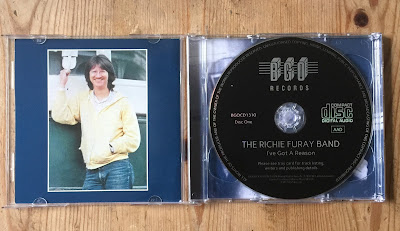 BGO
RECORDS
BGOCD1310
Disc One
COMPACT
disc
DIGITAL AUDIO
AAD
THE RICHIE FURAY BAND
I've Got A Reason
Please see inlay card for track listing,
writers and publishing details.